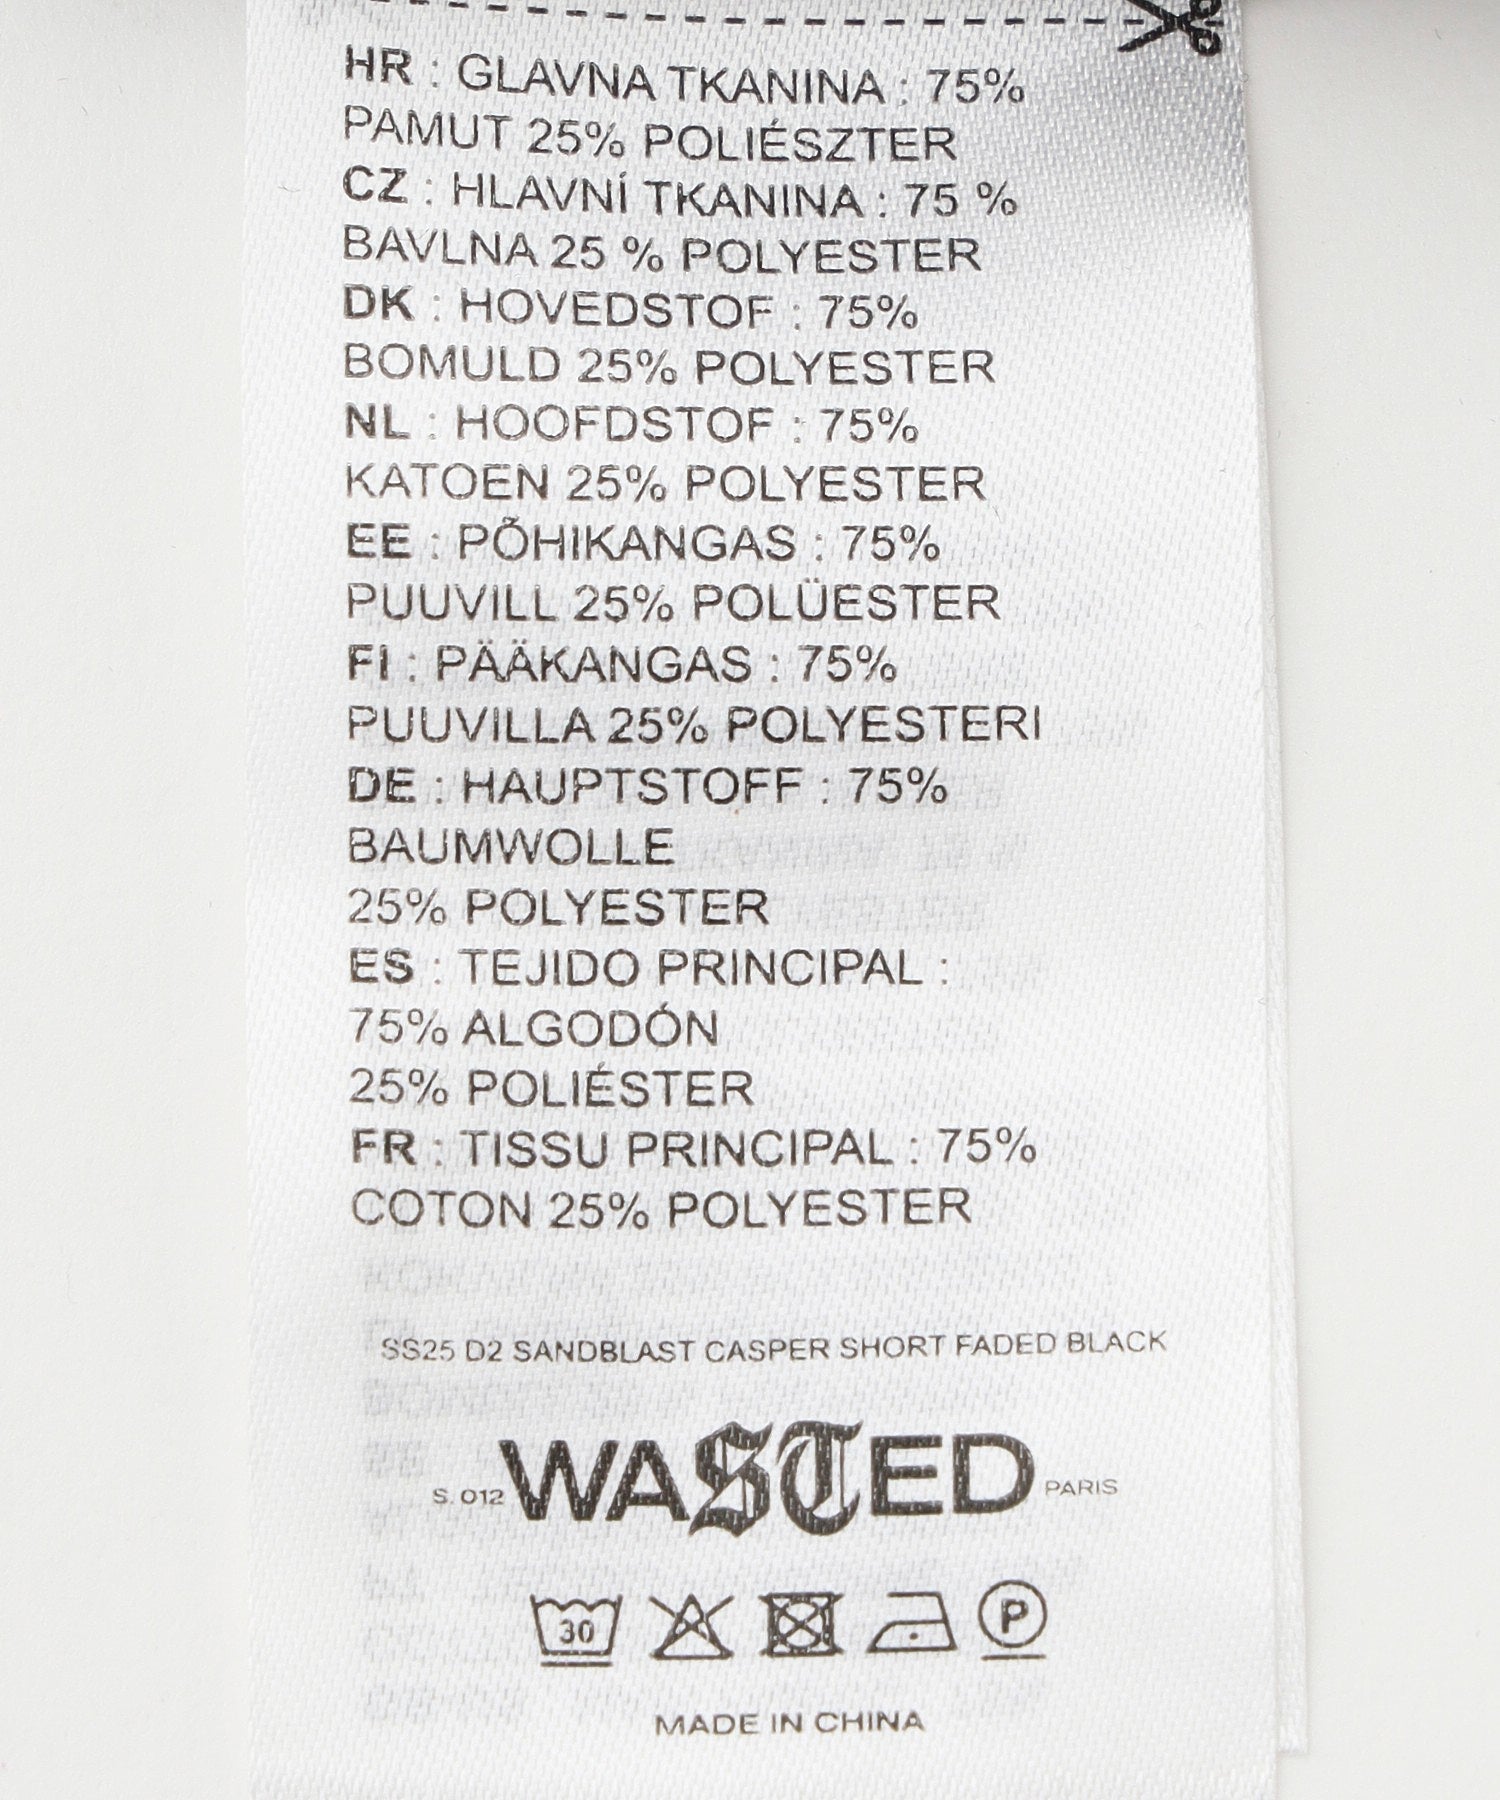 HR : GLAVNA TKANINA : 75%
PAMUT 25% POLIÉSZTER
CZ : HLAVNÍ TKANINA : 75 %
BAVLNA 25 % POLYESTER
DK : HOVEDSTOF : 75%
BOMULD 25% POLYESTER
NL : HOOFDSTOF : 75%
KATOEN 25% POLYESTER
EE : PÕHIKANGAS : 75%
PUUVILL 25% POLÜESTER
FI : PÄÄKANGAS : 75%
PUUVILLA 25% POLYESTERI
DE : HAUPTSTOFF : 75%
BAUMWOLLE
25% POLYESTER
ES : TEJIDO PRINCIPAL :
75% ALGODÓN
25% POLIÉSTER
FR : TISSU PRINCIPAL : 75%
COTON 25% POLYESTER
SS25 D2 SANDBLAST CASPER SHORT FADED BLACK
S. 012 WASTED PARIS
30 P
MADE IN CHINA